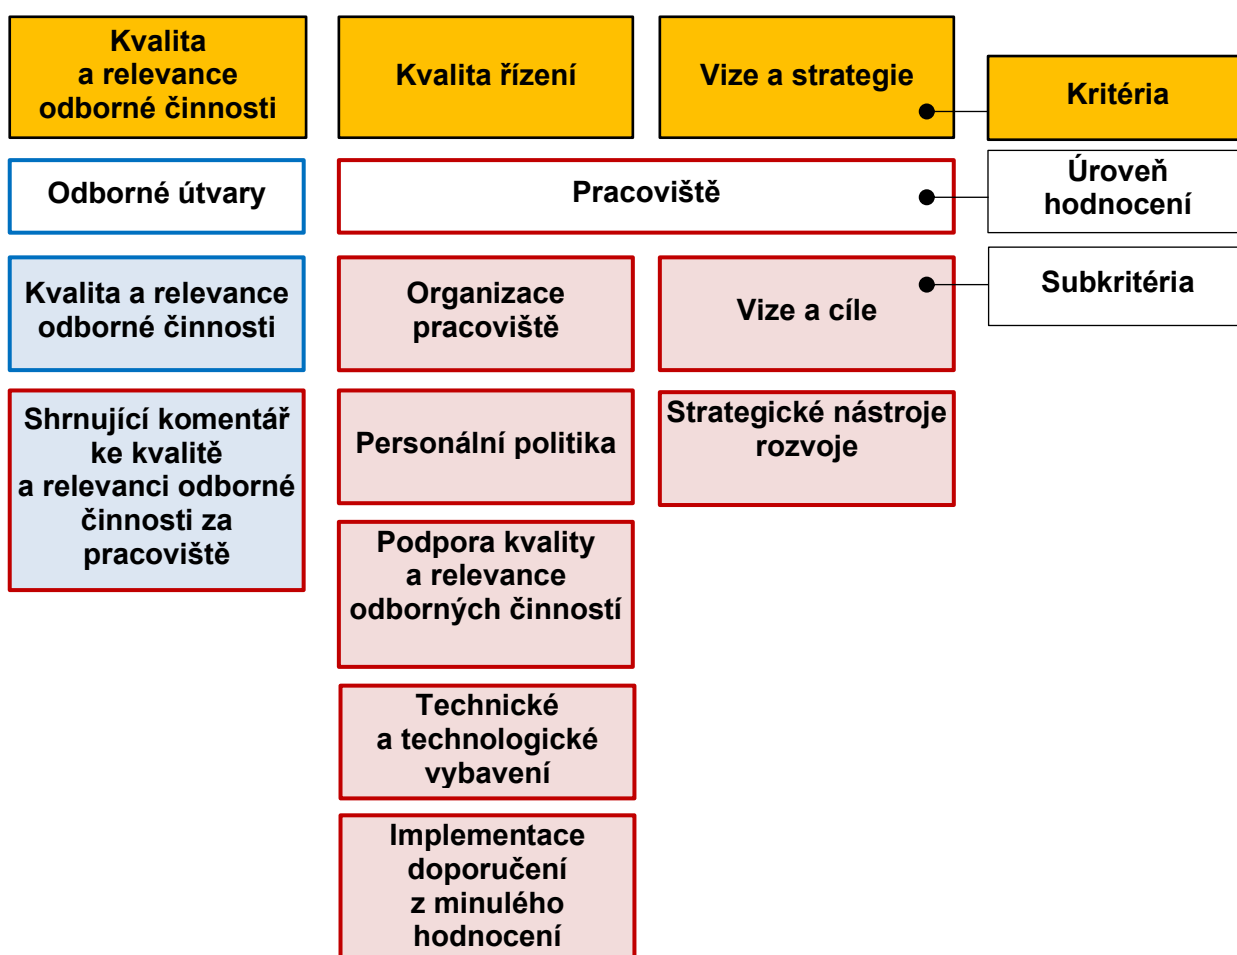 Kvalita
a relevance
odborné činnosti
Kvalita řízení
Vize a strategie
Kritéria
Odborné útvary
Pracoviště
Úroveň
hodnocení
Kvalita a relevance
odborné činnosti
Organizace
pracoviště
Vize a cíle
Subkritéria
Shrnující komentář
ke kvalitě
a relevanci odborné
činnosti za
pracoviště
Personální politika
Strategické nástroje
rozvoje
Podpora kvality
a relevance
odborných činností
Technické
a technologické
vybavení
Implementace
doporučení
z minulého
hodnocení